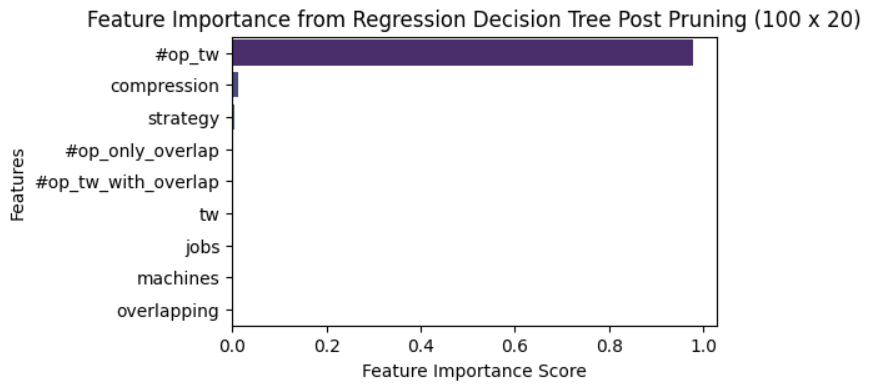 Feature Importance from Regression Decision Tree Post Pruning (100 x 20)
#op_tw
compression
strategy
#op_only_overlap
#op_tw_with_overlap
tw
jobs
machines
overlapping
Features
0.0 0.2 0.4 0.6 0.8 1.0
Feature Importance Score